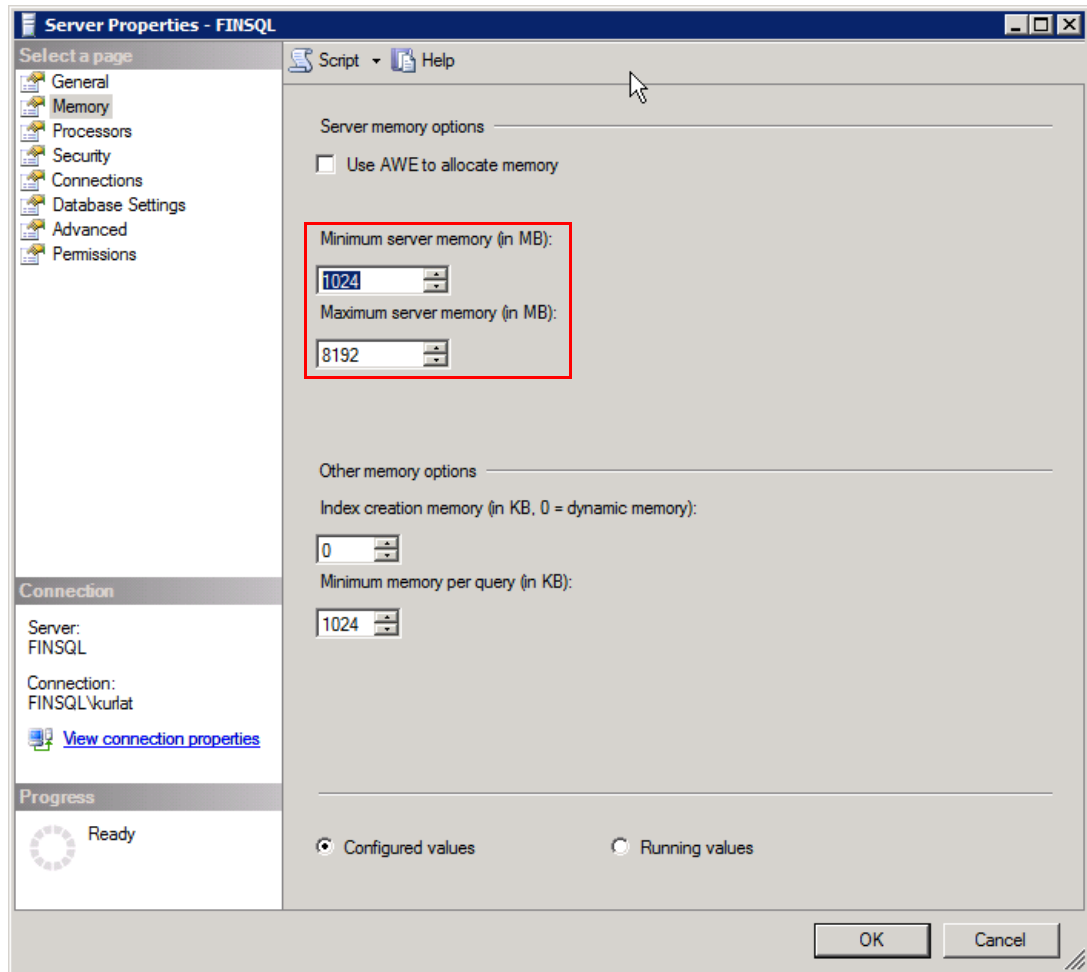 Server Properties - FINSQL
Select a page
General
Memory
Processors
Security
Connections
Database Settings
Advanced
Permissions
Script
Help
Server memory options
Use AWE to allocate memory
Minimum server memory (in MB):
1024
Maximum server memory (in MB):
8192
Other memory options
Index creation memory (in KB, 0 = dynamic memory):
0
Minimum memory per query (in KB):
1024
Connection
Server:
FINSQL
Connection:
FINSQL\kurlat
View connection properties
Progress
Ready
Configured values
Running values
OK
Cancel